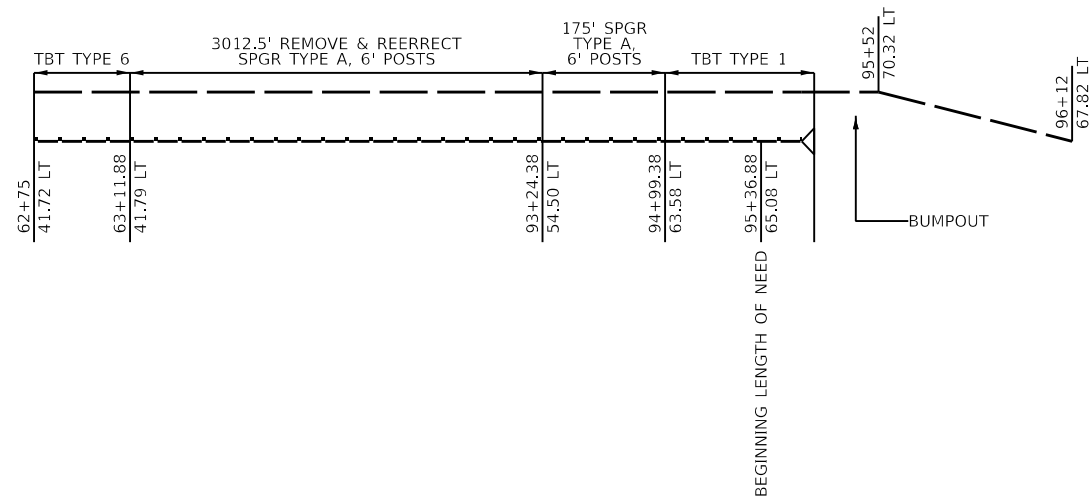 TBT TYPE 6
3012.5' REMOVE & REERRECT
SPGR TYPE A, 6' POSTS
175' SPGR
TYPE A,
6' POSTS
TBT TYPE 1
95+52
70.32 LT
96+12
67.82 LT
62+75
41.72 LT
63+11.88
41.79 LT
93+24.38
54.50 LT
94+99.38
63.58 LT
95+36.88
65.08 LT
BUMPOUT
BEGINNING LENGTH OF NEED